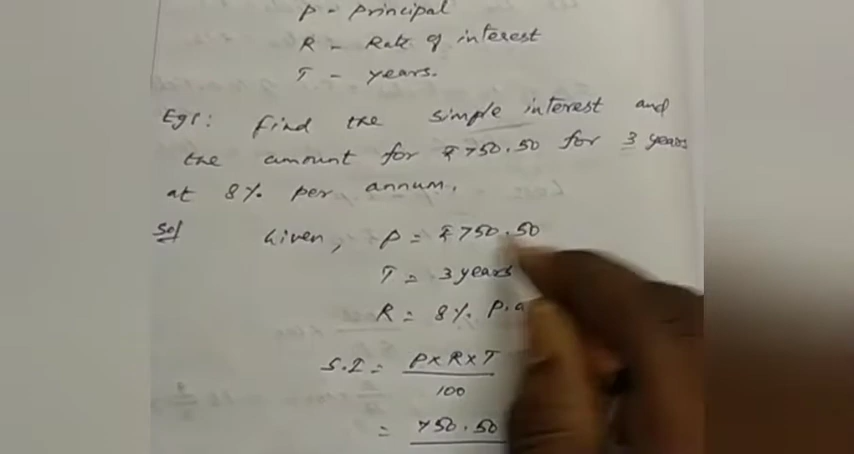 P - Principal
R - Rate of interest
T - years.
Eg1: Find the simple interest and
the amount for ₹750.50 for 3 years
at 8% per annum.
Sol Given, P = ₹750.50
T = 3 years
R = 8% P.a
S.I = P×R×T
100
= 750.50